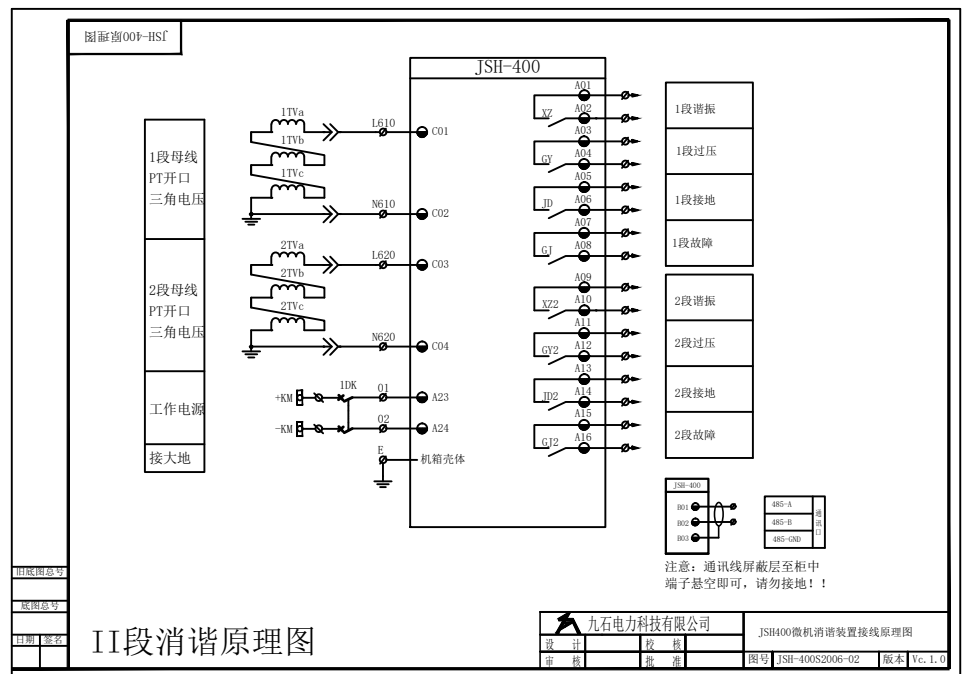 JSH-400原理图
JSH-400
1TVa
1TVb
1TVc
L610
C01
N610
C02
1段母线
PT开口
三角电压
2TVa
2TVb
2TVc
L620
C03
N620
C04
2段母线
PT开口
三角电压
工作电源
+KM
1DK
01
A23
-KM
02
A24
接大地
E
机箱壳体
A01
XZ
A02
1段谐振
A03
GY
A04
1段过压
A05
JD
A06
1段接地
A07
GJ
A08
1段故障
A09
XZ2
A10
2段谐振
A11
GY2
A12
2段过压
A13
JD2
A14
2段接地
A15
GJ2
A16
2段故障
JSH-400
B01
B02
B03
485-A
485-B
485-GND
通讯口
注意：通讯线屏蔽层至柜中
端子悬空即可，请勿接地！！
旧底图总号
底图总号
日期 签名
II段消谐原理图
九石电力科技有限公司
设 计
校 核
审 核
批 准
JSH400微机消谐装置接线原理图
图号 JSH-400S2006-02 版本 Vc.1.0